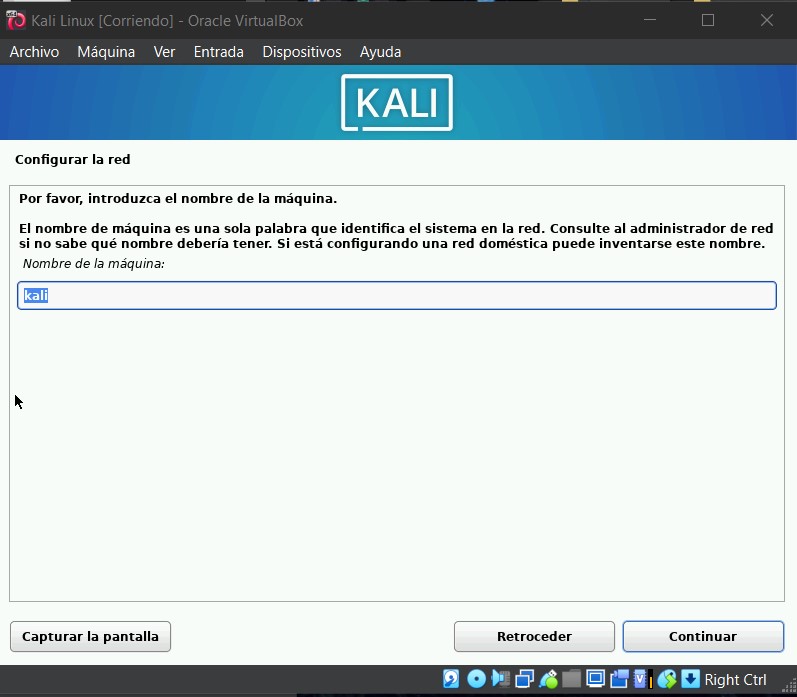 Kali Linux [Corriendo] - Oracle VirtualBox
Archivo Máquina Ver Entrada Dispositivos Ayuda
KALI
Configurar la red
Por favor, introduzca el nombre de la máquina.
El nombre de máquina es una sola palabra que identifica el sistema en la red. Consulte al administrador de red
si no sabe qué nombre debería tener. Si está configurando una red doméstica puede inventarse este nombre.
Nombre de la máquina:
kali
Capturar la pantalla Retroceder Continuar
Right Ctrl